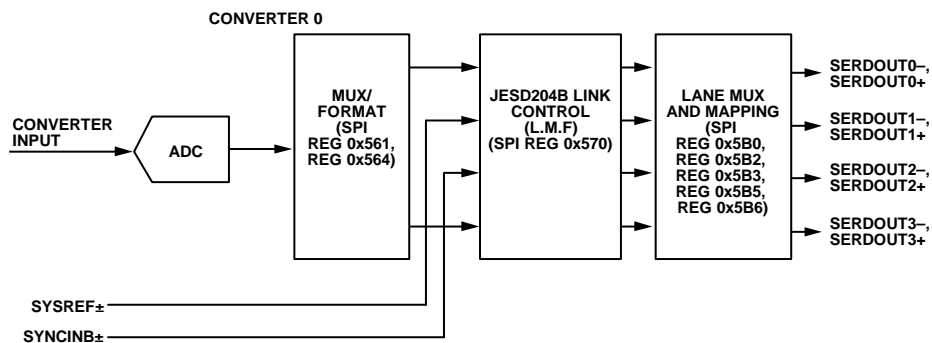 CONVERTER 0
CONVERTER
INPUT
ADC
MUX/
FORMAT
(SPI
REG 0x561,
REG 0x564)
JESD204B LINK
CONTROL
(L.M.F)
(SPI REG 0x570)
LANE MUX
AND MAPPING
(SPI
REG 0x5B0,
REG 0x5B2,
REG 0x5B3,
REG 0x5B5,
REG 0x5B6)
SERDOUT0–,
SERDOUT0+
SERDOUT1–,
SERDOUT1+
SERDOUT2–,
SERDOUT2+
SERDOUT3–,
SERDOUT3+
SYSREF±
SYNCINB±